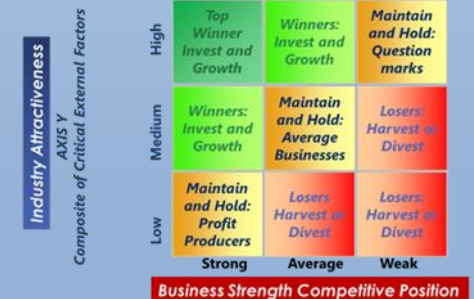 Industry Attractiveness
AXIS Y
Composite of Critical External Factors
High
Top
Winner
Invest and
Growth
Winners:
Invest and
Growth
Maintain
and Hold:
Question
marks
Medium
Winners:
Invest and
Growth
Maintain
and Hold:
Average
Businesses
Losers:
Harvest or
Divest
Low
Maintain
and Hold:
Profit
Producers
Losers
Harvest or
Divest
Losers:
Harvest or
Divest
Strong
Average
Weak
Business Strength Competitive Position